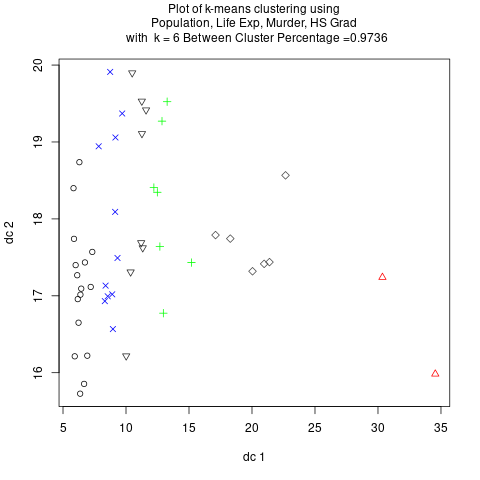 Plot of k-means clustering using
Population, Life Exp, Murder, HS Grad
with k = 6 Between Cluster Percentage =0.9736
20
19
18
17
16
dc 2
5 10 15 20 25 30 35
dc 1